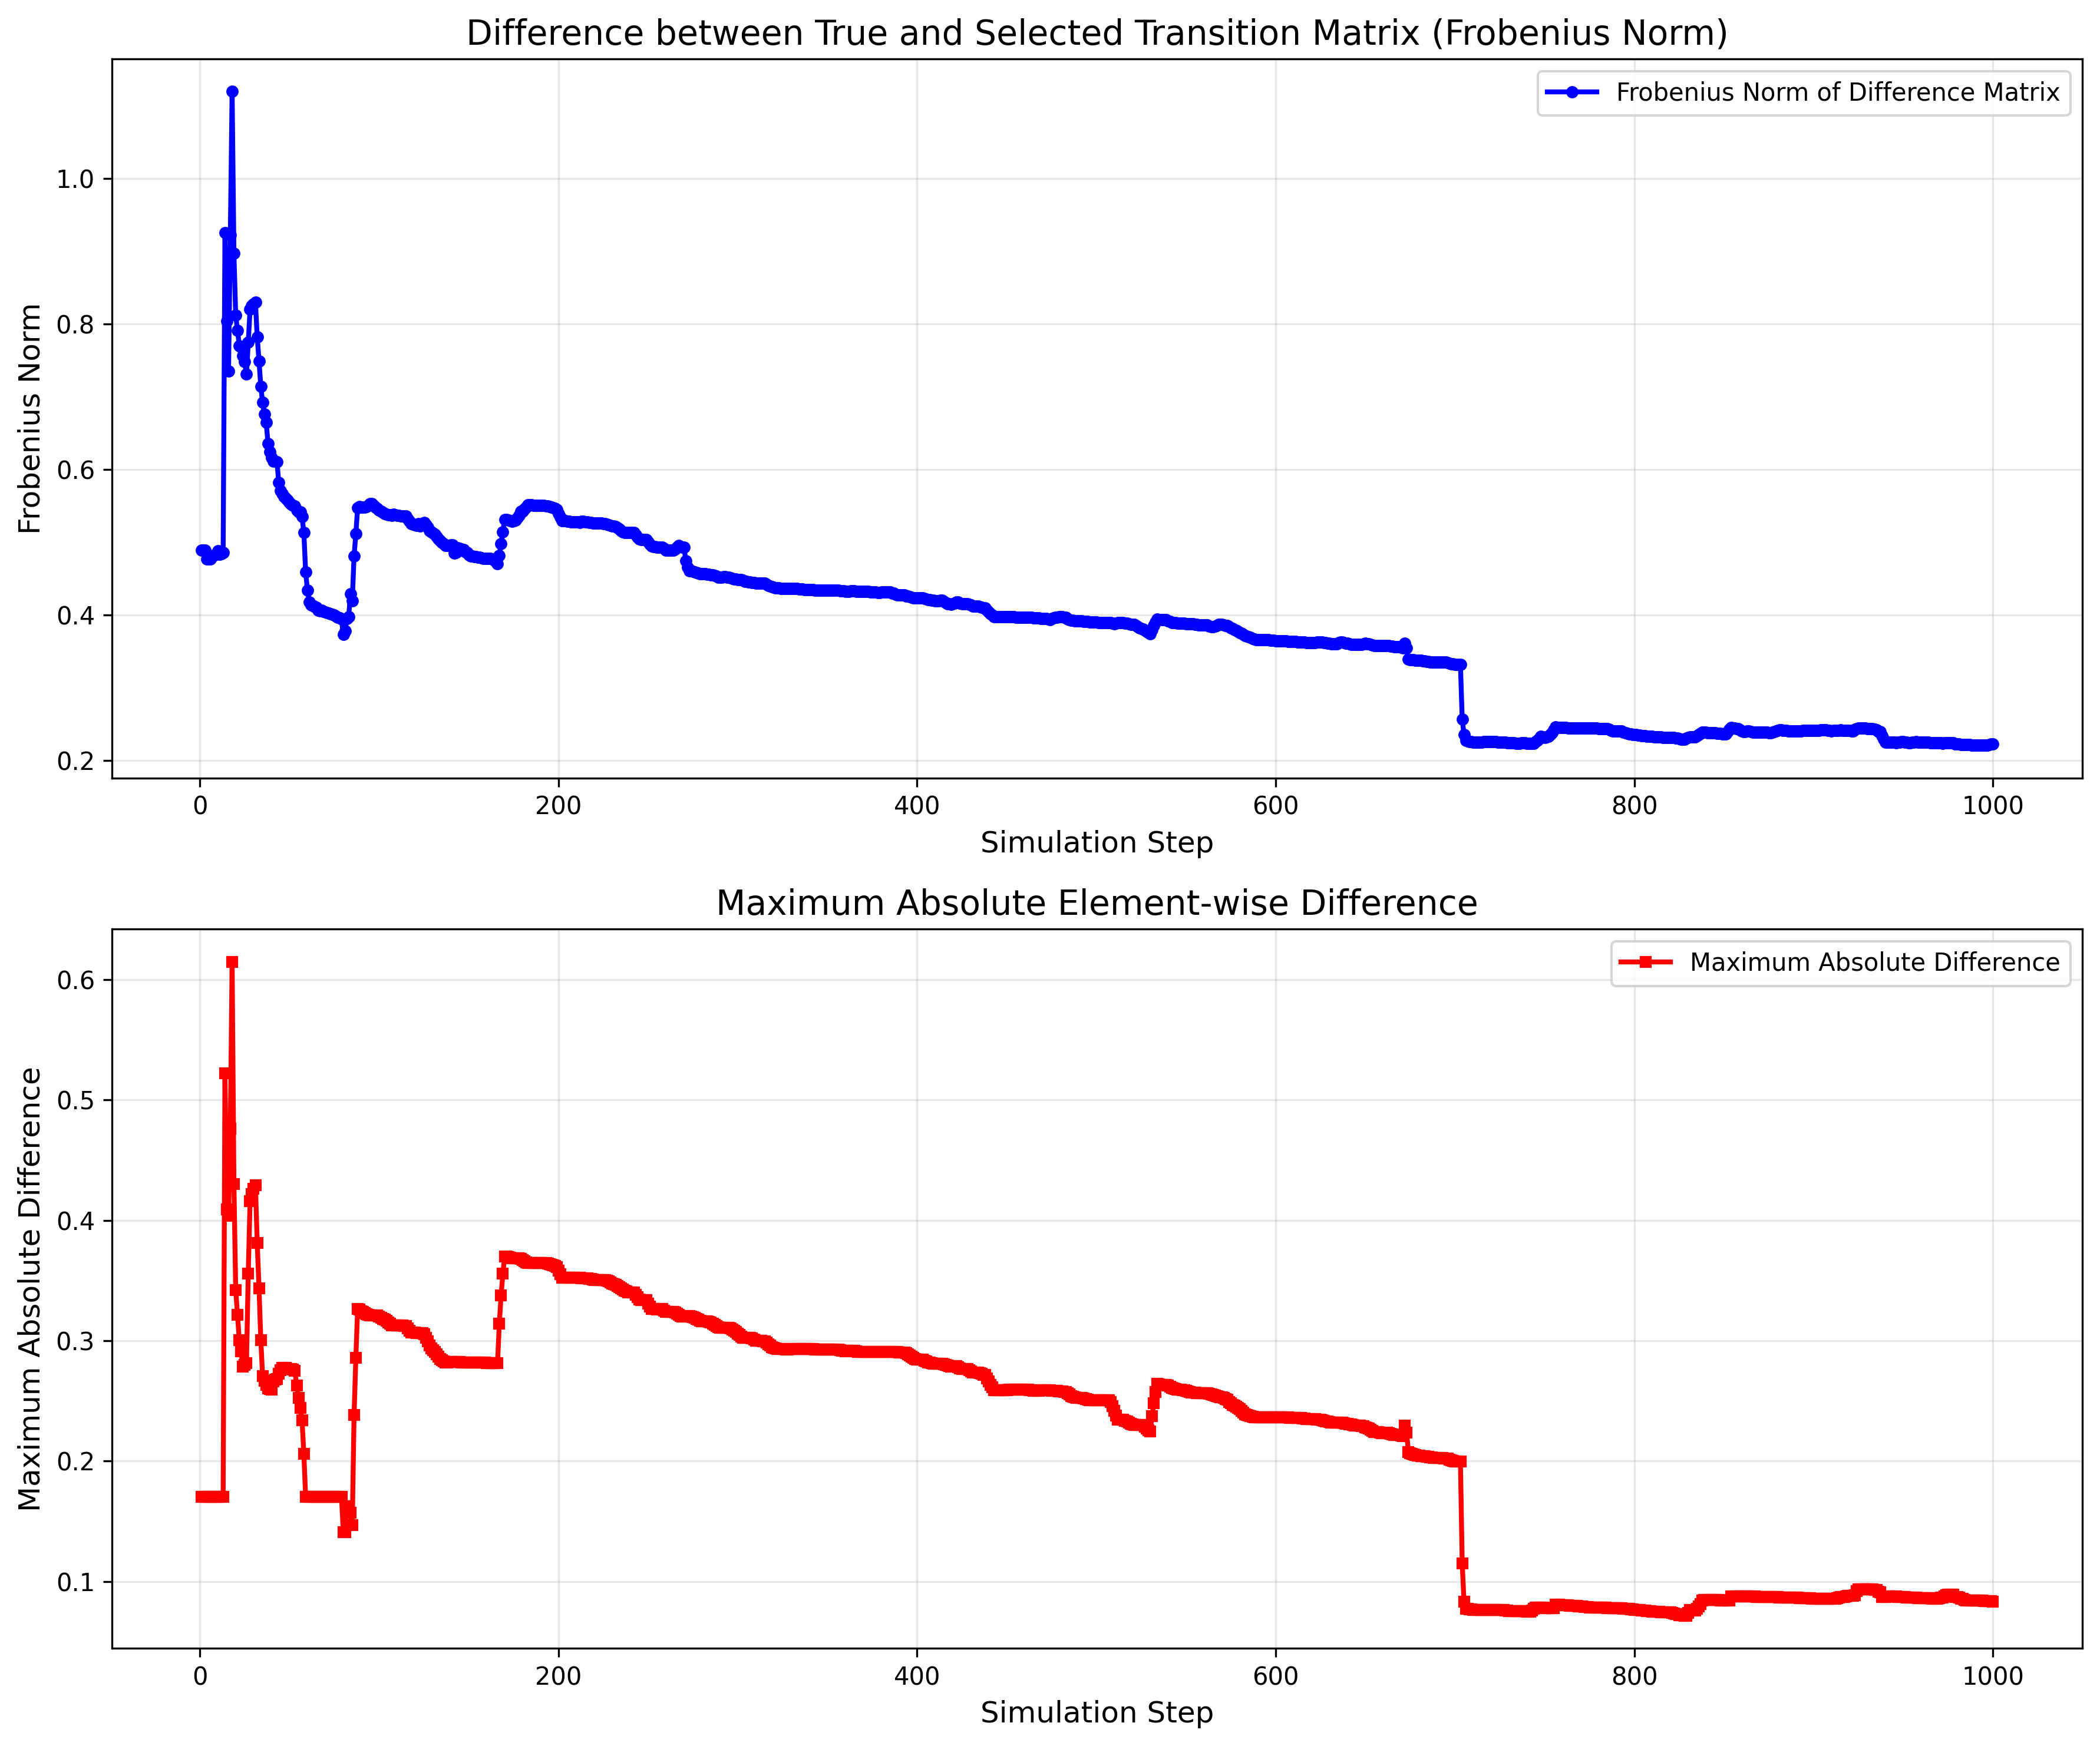 Difference between True and Selected Transition Matrix (Frobenius Norm)
Frobenius Norm of Difference Matrix
Frobenius Norm
1.0
0.8
0.6
0.4
0.2
0 200 400 600 800 1000
Simulation Step
Maximum Absolute Element-wise Difference
Maximum Absolute Difference
Maximum Absolute Difference
0.6
0.5
0.4
0.3
0.2
0.1
0 200 400 600 800 1000
Simulation Step